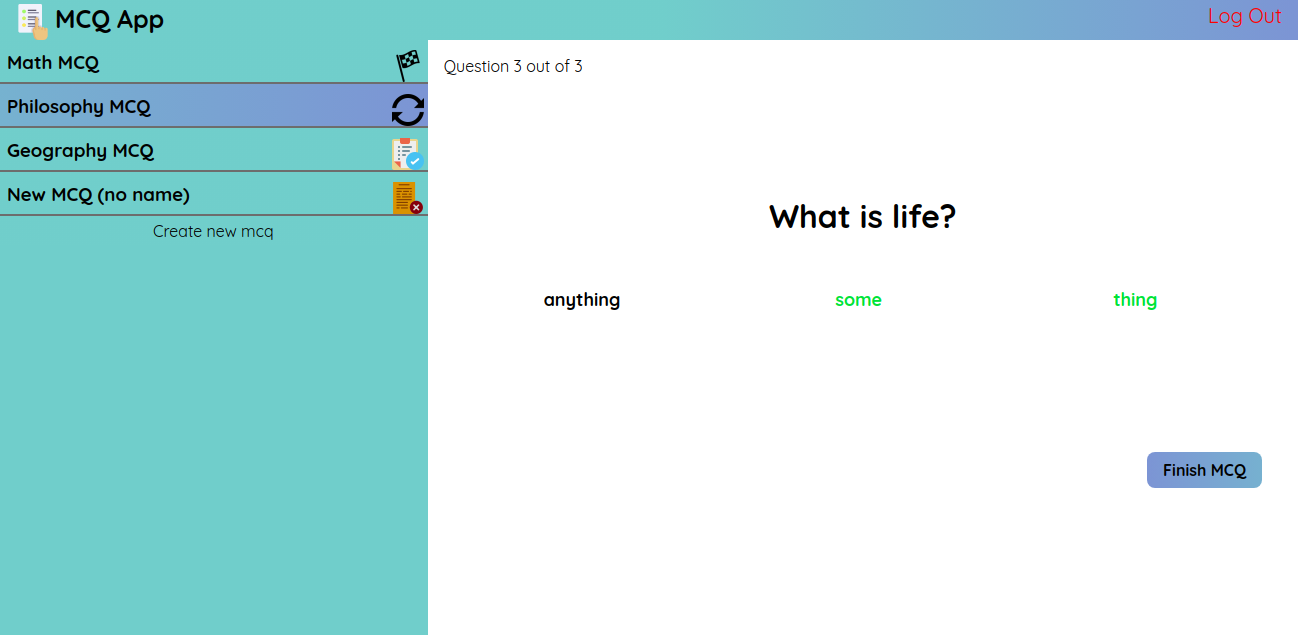 MCQ App
Log Out
Math MCQ
Philosophy MCQ
Geography MCQ
New MCQ (no name)
Create new mcq
Question 3 out of 3
What is life?
anything some thing
Finish MCQ